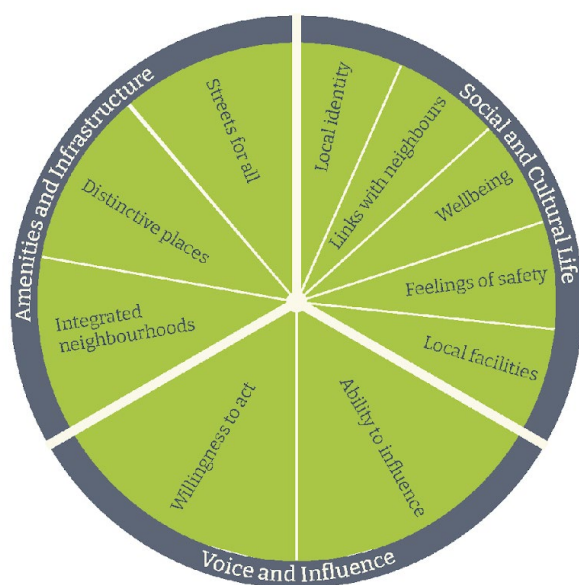 Amenities and Infrastructure
Streets for all
Distinctive places
Integrated
neighbourhoods
Social and Cultural Life
Local identity
Links with neighbours
Wellbeing
Feelings of safety
Local facilities
Voice and Influence
Willingness to act
Ability to influence